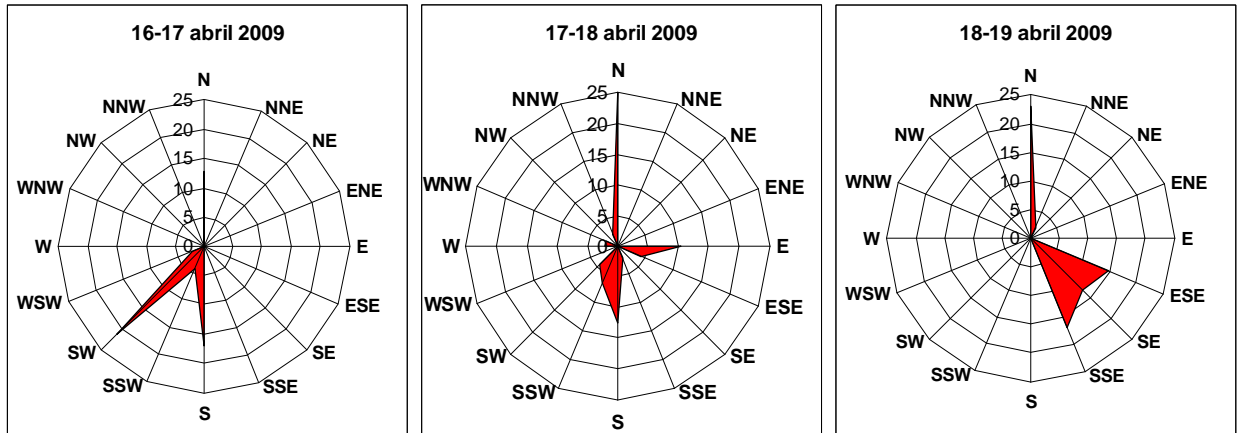 16-17 abril 2009
N
NNE
NE
ENE
E
ESE
SE
SSE
S
SSW
SW
WSW
W
WNW
NW
NNW
25
20
15
10
5
0
17-18 abril 2009
N
NNE
NE
ENE
E
ESE
SE
SSE
S
SSW
SW
WSW
W
WNW
NW
NNW
25
20
15
10
5
0
18-19 abril 2009
N
NNE
NE
ENE
E
ESE
SE
SSE
S
SSW
SW
WSW
W
WNW
NW
NNW
25
20
15
10
5
0